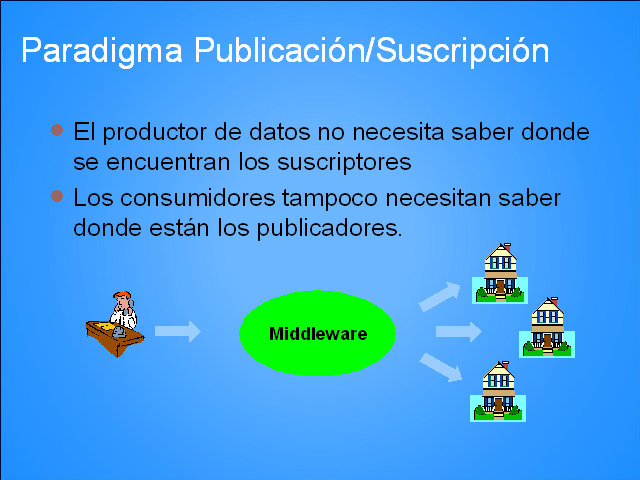 Paradigma Publicación/Suscripción
El productor de datos no necesita saber donde
se encuentran los suscriptores
Los consumidores tampoco necesitan saber
donde están los publicadores.
Middleware